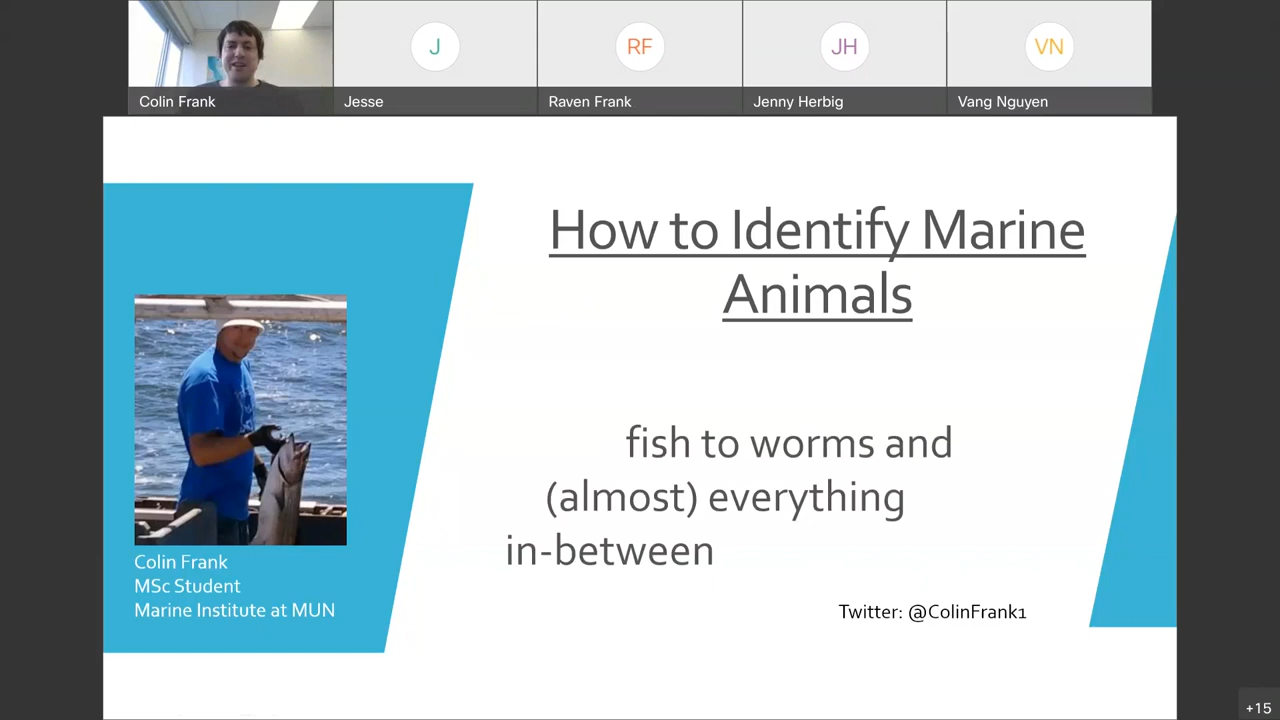 J
RF
JH
VN
Colin Frank
Jesse
Raven Frank
Jenny Herbig
Vang Nguyen
How to Identify Marine
Animals
fish to worms and
(almost) everything
in-between
Colin Frank
MSc Student
Marine Institute at MUN
Twitter: @ColinFrank1
+15